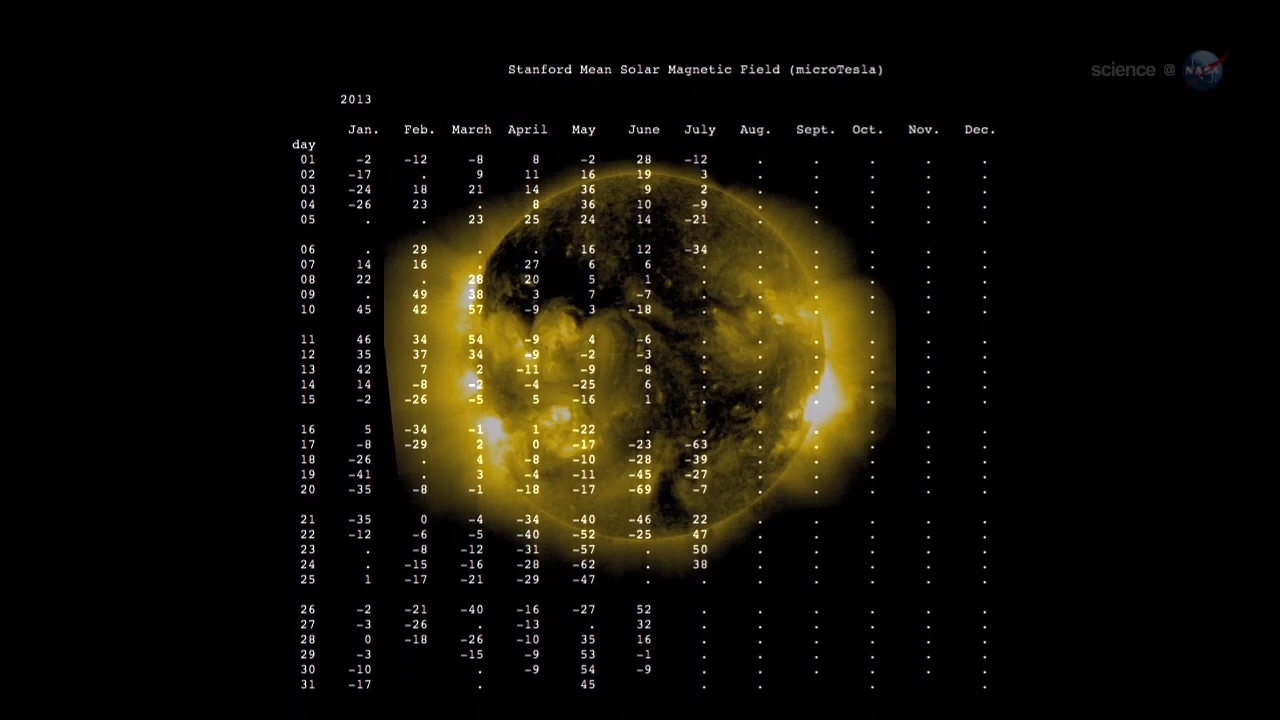 science @ NASA
Stanford Mean Solar Magnetic Field (microTesla)
2013
Jan. Feb. March April May June July Aug. Sept. Oct. Nov. Dec.
day
01 -2 -12 -8 8 -2 28 -12 . . . . .
02 -17 . 9 11 16 19 3 . . . . .
03 -24 18 21 14 36 9 2 . . . . .
04 -26 23 . 8 36 10 -9 . . . . .
05 . . 23 25 24 14 -21 . . . . .
06 . 29 . . 16 12 -34 . . . . .
07 14 16 . 27 6 6 . . . . . .
08 22 . 28 20 5 1 . . . . . .
09 . 49 38 3 7 -7 . . . . . .
10 45 42 57 -9 3 -18 . . . . . .
11 46 34 54 -9 4 -6 . . . . . .
12 35 37 34 -9 -2 -3 . . . . . .
13 42 7 2 -11 -9 -8 . . . . . .
14 14 -8 -2 -4 -25 6 . . . . . .
15 -2 -26 -5 5 -16 1 . . . . . .
16 5 -34 -1 1 -22 . . . . . . .
17 -8 -29 2 0 -17 -23 -63 . . . . .
18 -26 . 4 -8 -10 -28 -39 . . . . .
19 -41 . 3 -4 -11 -45 -27 . . . . .
20 -35 -8 -1 -18 -17 -69 -7 . . . . .
21 -35 0 -4 -34 -40 -46 22 . . . . .
22 -12 -6 -5 -40 -52 -25 47 . . . . .
23 . -8 -12 -31 -57 . 50 . . . . .
24 . -15 -16 -28 -62 . 38 . . . . .
25 1 -17 -21 -29 -47 . . . . . . .
26 -2 -21 -40 -16 -27 52 . . . . . .
27 -3 -26 . -13 . 32 . . . . . .
28 0 -18 -26 -10 35 16 . . . . . .
29 -3 -15 -9 53 -1 . . . . . .
30 -10 . -9 54 -9 . . . . . .
31 -17 . 45 . . . .